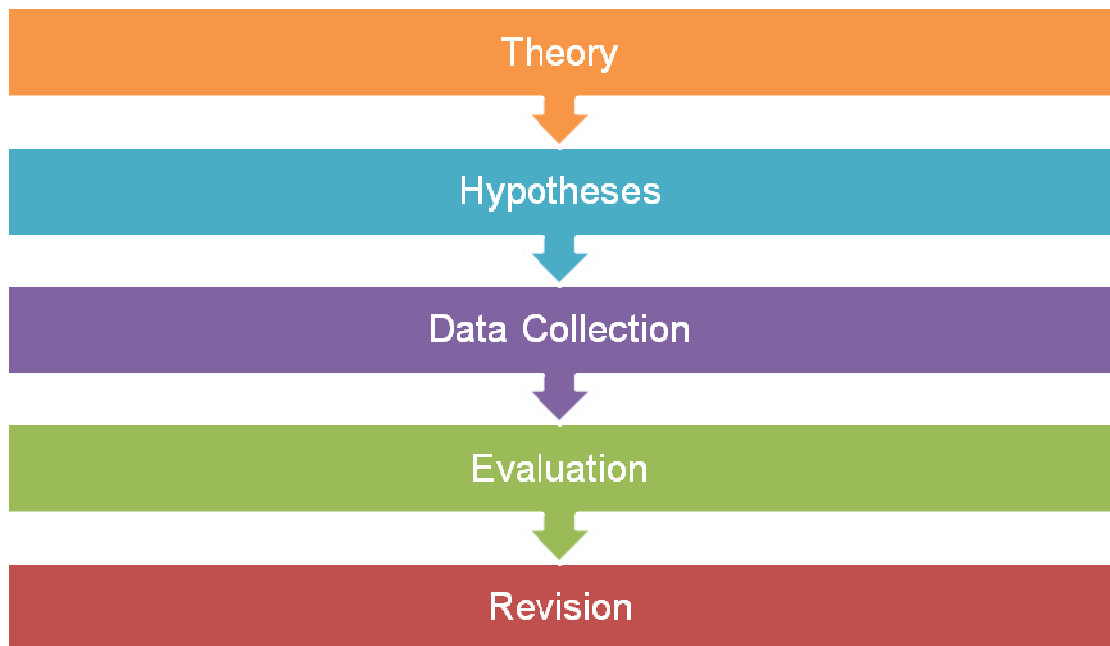 Theory
Hypotheses
Data Collection
Evaluation
Revision